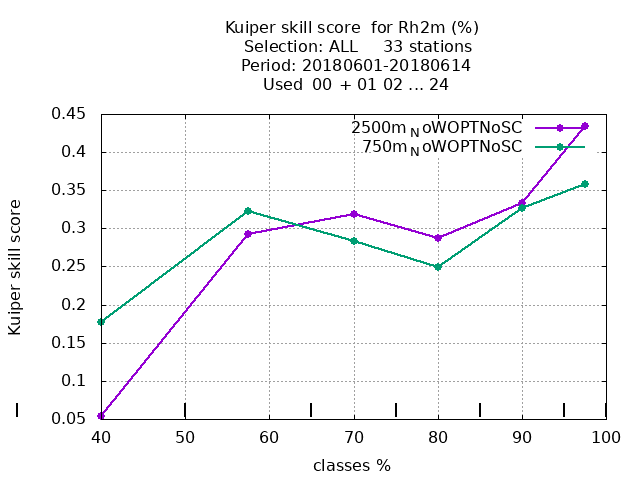 Kuiper skill score  for Rh2m (%)
Selection: ALL     33 stations
Period: 20180601-20180614
Used  00 + 01 02 ... 24
2500m_NoWOPTNoSC
750m_NoWOPTNoSC
0.45
0.4
0.35
0.3
0.25
0.2
0.15
0.1
0.05
Kuiper skill score
40 50 60 70 80 90 100
classes %